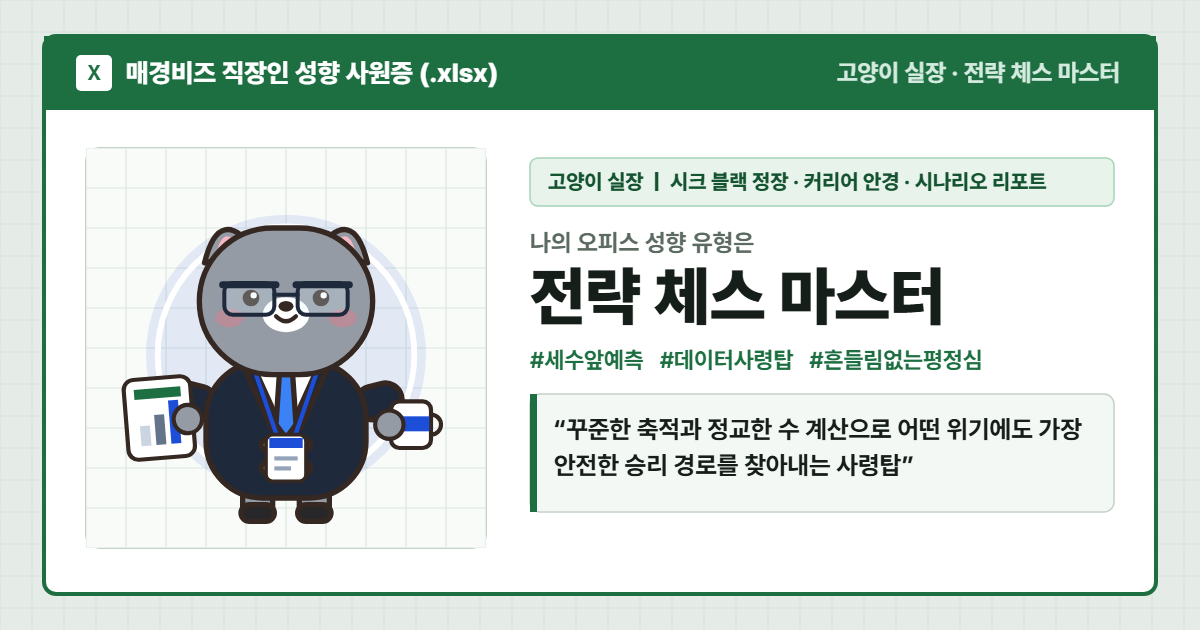 X 매경비즈 직장인 성향 사원증 (.xlsx)
고양이 실장 · 전략 체스 마스터
고양이 실장 | 시크 블랙 정장 · 커리어 안경 · 시나리오 리포트
나의 오피스 성향 유형은
전략 체스 마스터
#세수앞예측 #데이터사령탑 #흔들림없는평정심
“꾸준한 축적과 정교한 수 계산으로 어떤 위기에도 가장
안전한 승리 경로를 찾아내는 사령탑”